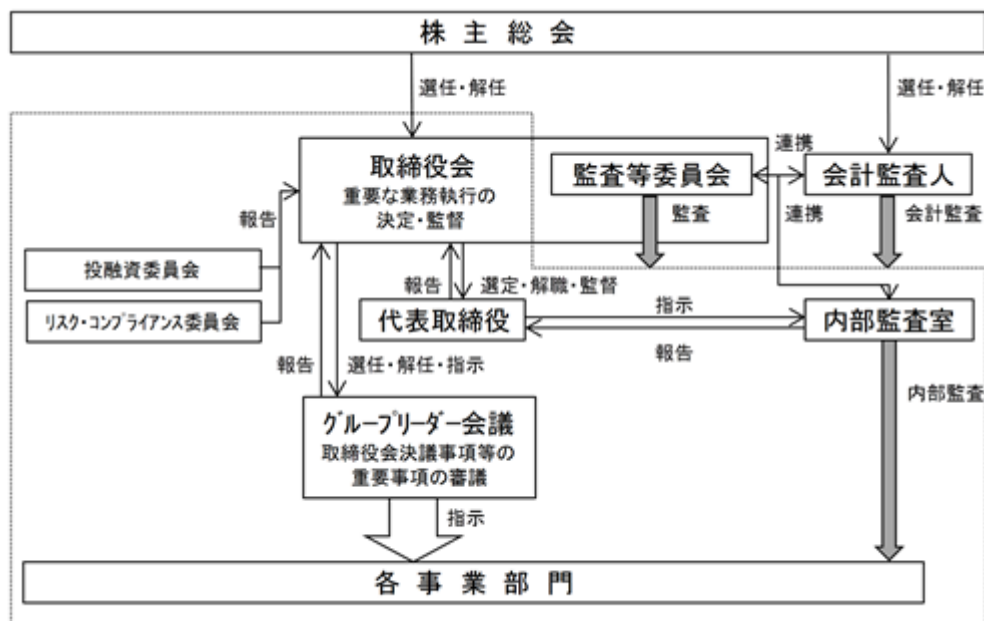 株主総会
選任・解任
選任・解任
取締役会
重要な業務執行の
決定・監督
監査等委員会
連携
会計監査人
監査
連携
会計監査
報告
投融資委員会
リスク・コンプライアンス委員会
報告
選定・解職・監督
代表取締役
指示
報告
内部監査室
報告
選任・解任・指示
内部監査
グループリーダー会議
取締役会決議事項等の
重要事項の審議
指示
各事業部門